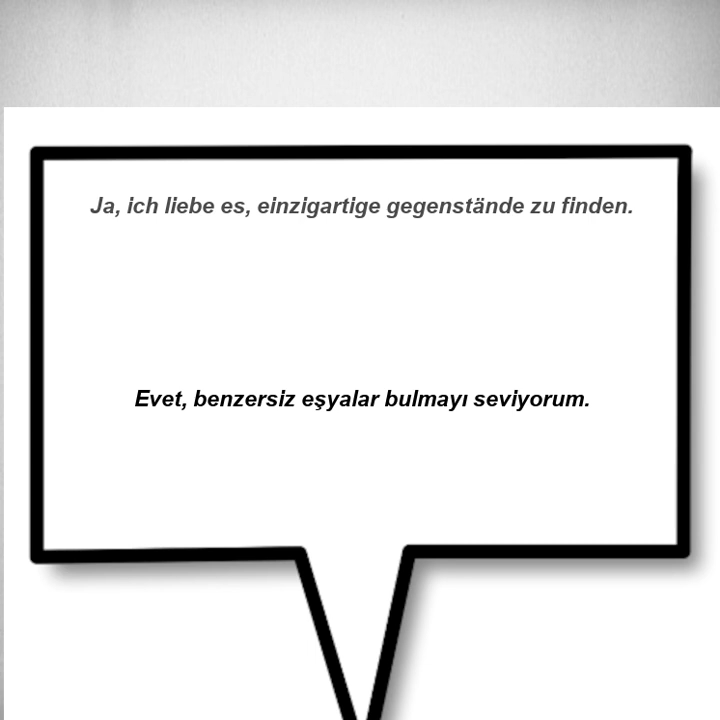 Ja, ich liebe es, einzigartige gegenstände zu finden.
Evet, benzersiz eşyalar bulmayı seviyorum.